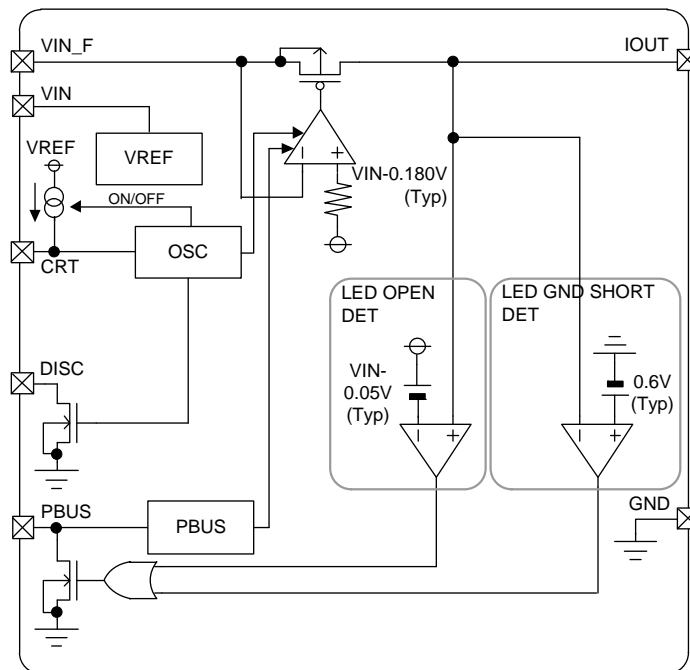 VIN_F
IOUT
VIN
VREF
VREF
VIN-0.180V
(Typ)
ON/OFF
OSC
CRT
LED OPEN
DET
LED GND SHORT
DET
DISC
VIN-
0.05V
(Typ)
0.6V
(Typ)
PBUS
PBUS
GND